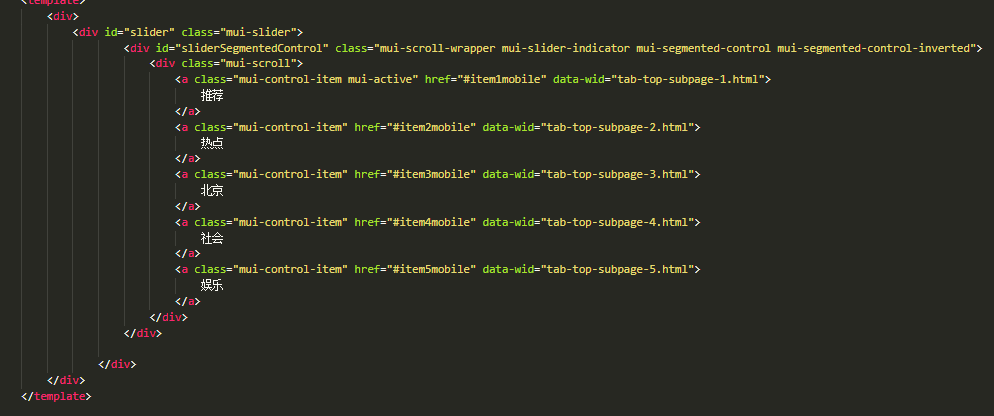 <template>
<div>
<div id="slider" class="mui-slider">
<div id="sliderSegmentedControl" class="mui-scroll-wrapper mui-slider-indicator mui-segmented-control mui-segmented-control-inverted">
<div class="mui-scroll">
<a class="mui-control-item mui-active" href="#item1mobile" data-wid="tab-top-subpage-1.html">
推荐
</a>
<a class="mui-control-item" href="#item2mobile" data-wid="tab-top-subpage-2.html">
热点
</a>
<a class="mui-control-item" href="#item3mobile" data-wid="tab-top-subpage-3.html">
北京
</a>
<a class="mui-control-item" href="#item4mobile" data-wid="tab-top-subpage-4.html">
社会
</a>
<a class="mui-control-item" href="#item5mobile" data-wid="tab-top-subpage-5.html">
娱乐
</a>
</div>
</div>
</div>
</div>
</template>